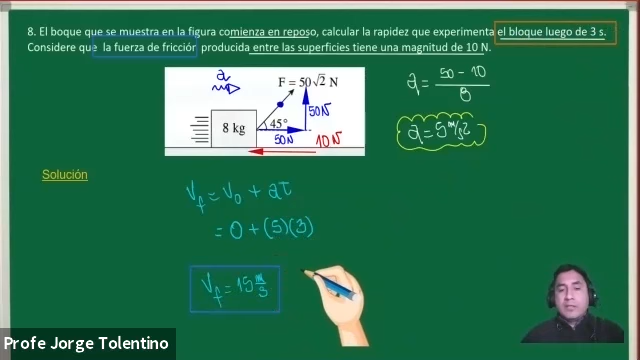 8. El boque que se muestra en la figura comienza en reposo, calcular la rapidez que experimenta el bloque luego de 3 s.
Considere que la fuerza de fricción producida entre las superficies tiene una magnitud de 10 N.
a
F = 50√2 N
50N
45°
8 kg
50N
10N
a = 50 - 10
8
a = 5 m/s2
Solución
Vf = V0 + aT
= 0 + (5)(3)
Vf = 15 m/s
Profe Jorge Tolentino